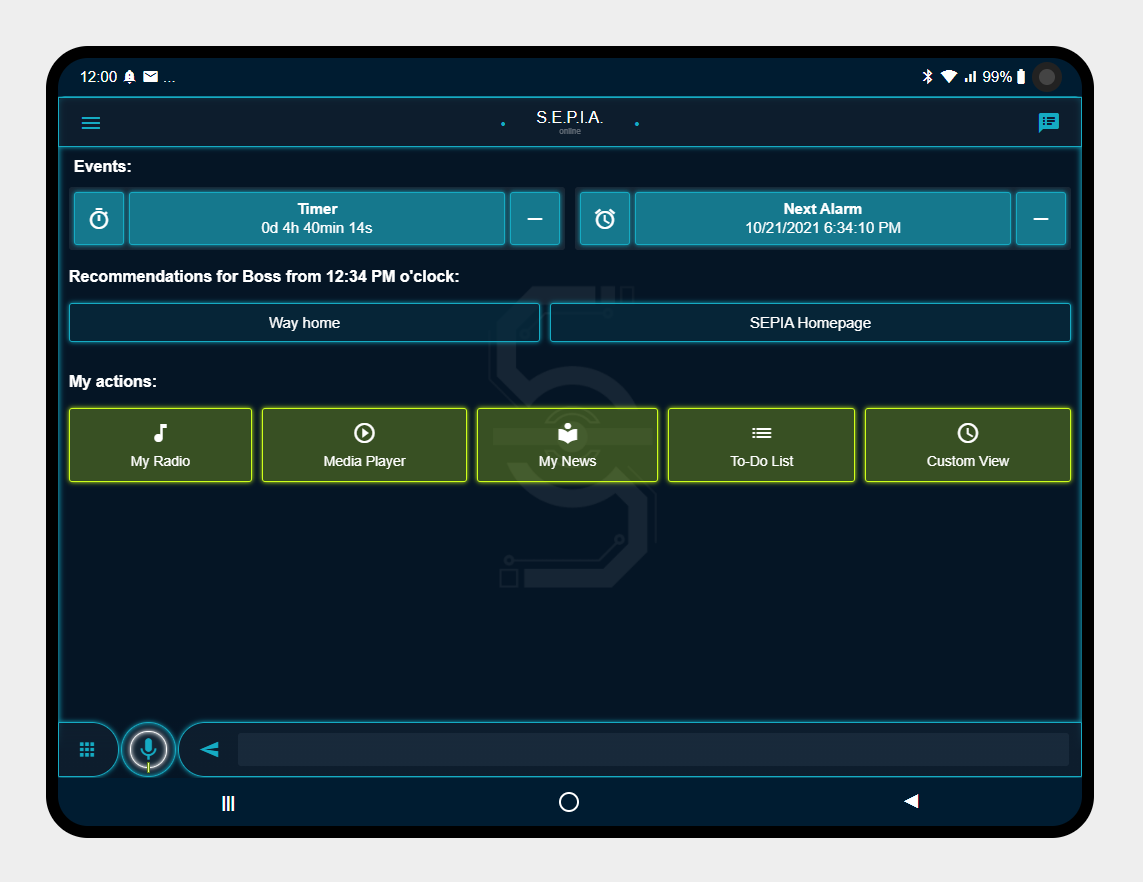 12:00 ... 99%
S.E.P.I.A.
online
Events:
Timer
0d 4h 40min 14s
Next Alarm
10/21/2021 6:34:10 PM
Recommendations for Boss from 12:34 PM o'clock:
Way home
SEPIA Homepage
My actions:
My Radio
Media Player
My News
To-Do List
Custom View